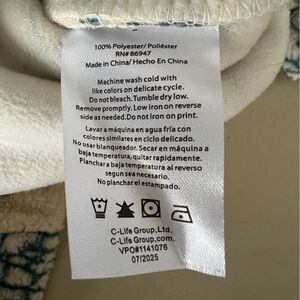 100% Polyester/ Poliéster
RN# 86947
Made in China/ Hecho En China
Machine wash cold with
like colors on delicate cycle.
Do not bleach. Tumble dry low.
Remove promptly. Low iron on reverse
side as needed. Do not iron on print.
Lavar a máquina en agua fría con
colores similares en ciclo delicado.
No usar blanqueador. Secar en máquina a
baja temperatura, quitar rapidamente.
Planchar a baja temperatura al reverso
segun sea necesario.
No planchar el estampado.
C-Life Group, Ltd.
C-Life Group.com
VPO#1141076
07/2025